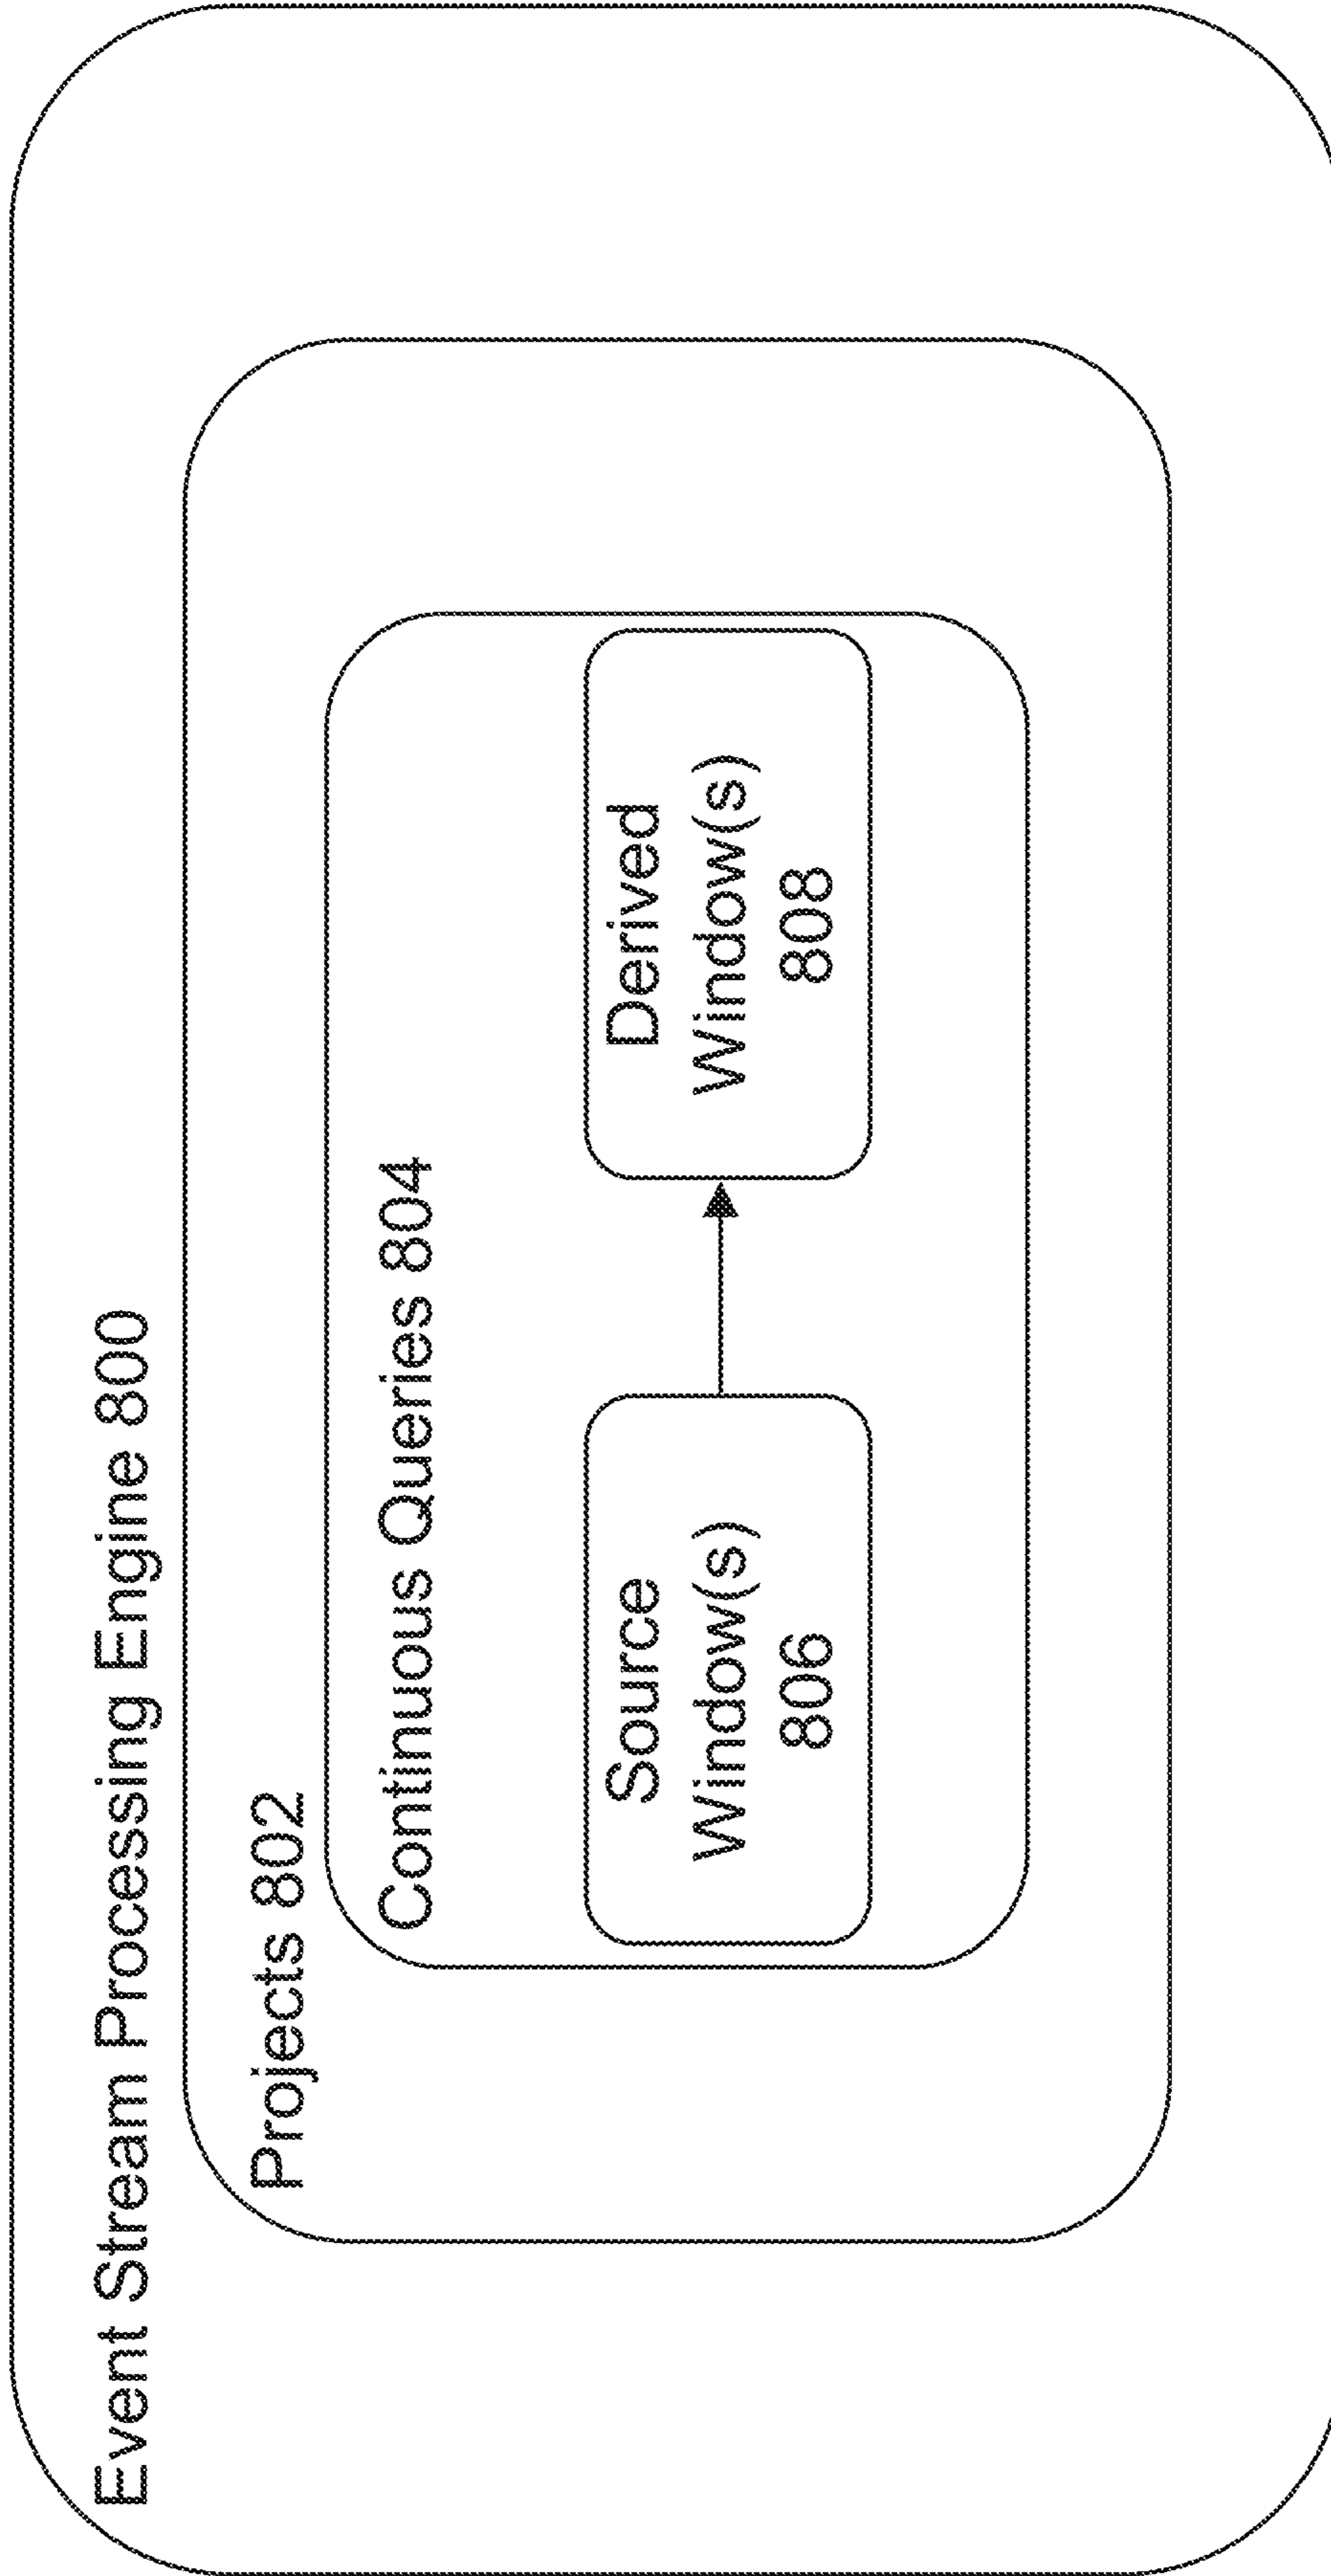 Event Stream Processing Engine 800
Projects 802
Continuous Queries 804
Source
Window(s)
806
Derived
Window(s)
808